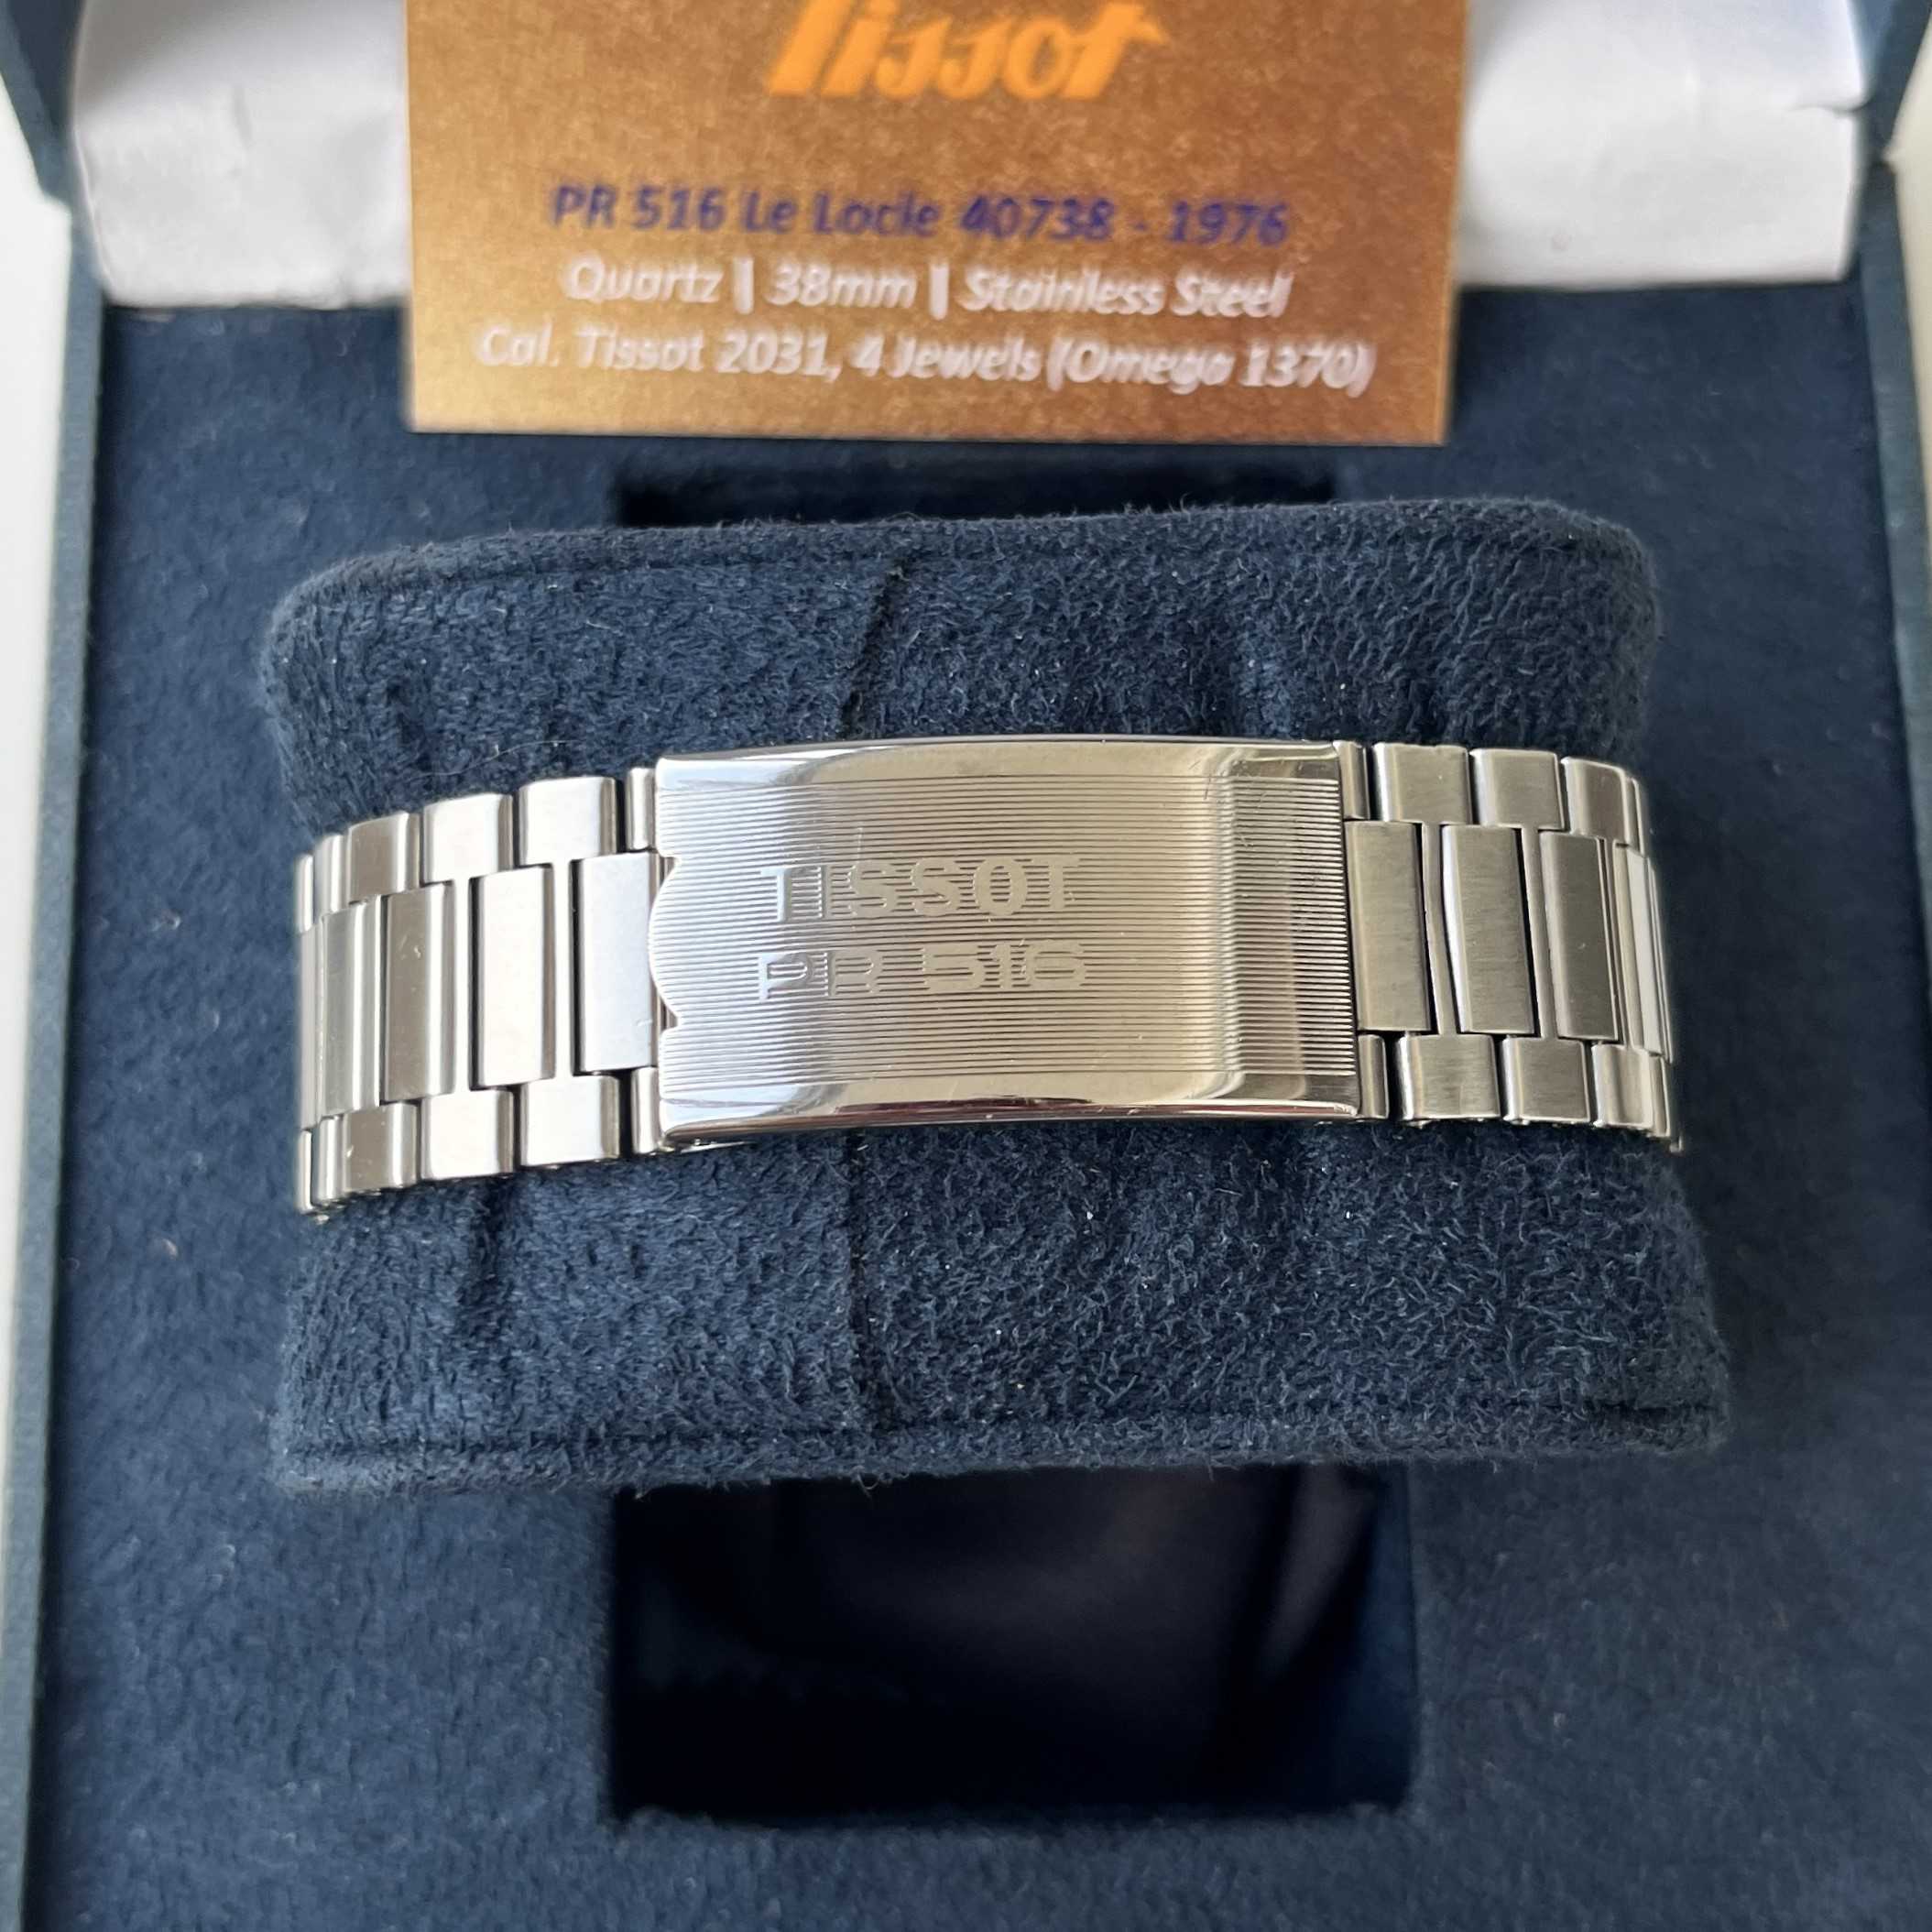 Tissot
PR 516 Le Locle 40738 - 1976
Quartz | 38mm | Stainless Steel
Cal. Tissot 2031, 4 Jewels (Omega 1370)
TISSOT
PR 516